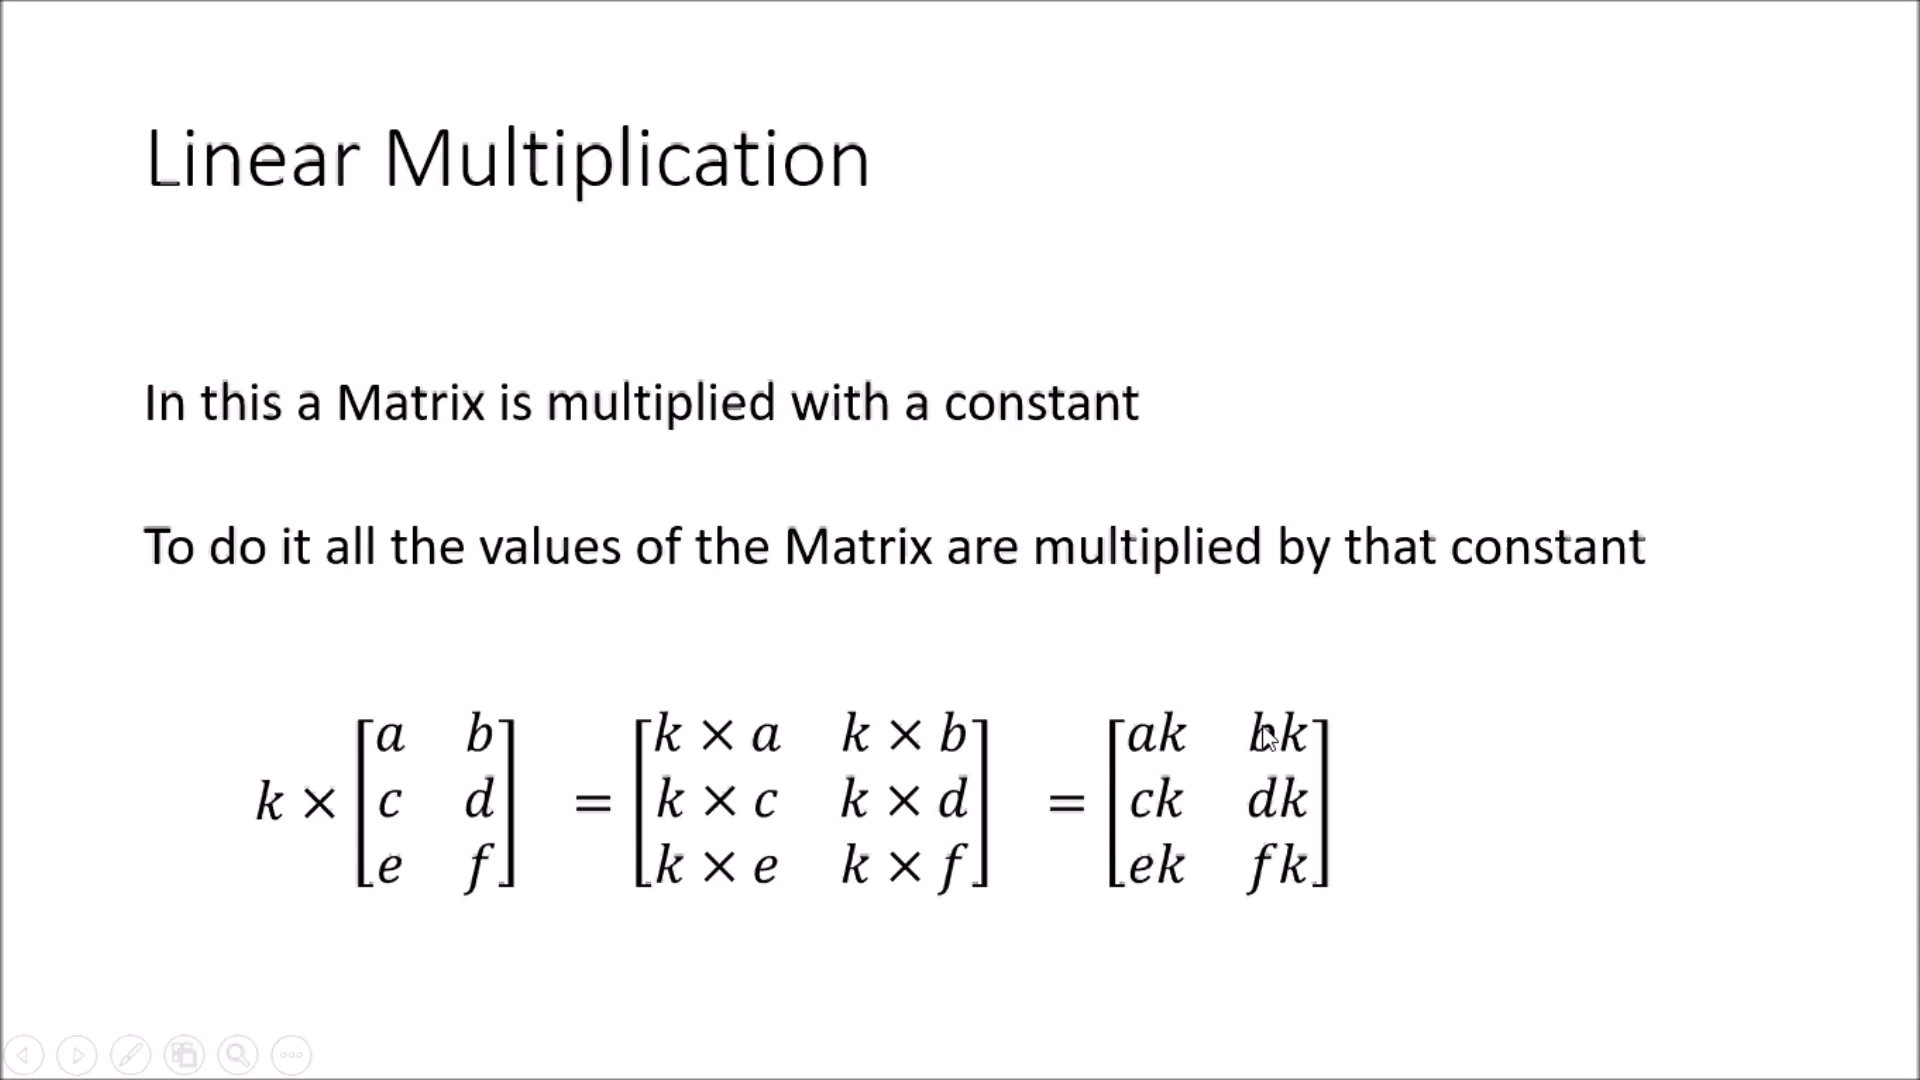 Linear Multiplication
In this a Matrix is multiplied with a constant
To do it all the values of the Matrix are multiplied by that constant
k × [a b; c d; e f] = [k × a k × b; k × c k × d; k × e k × f] = [ak bk; ck dk; ek fk]